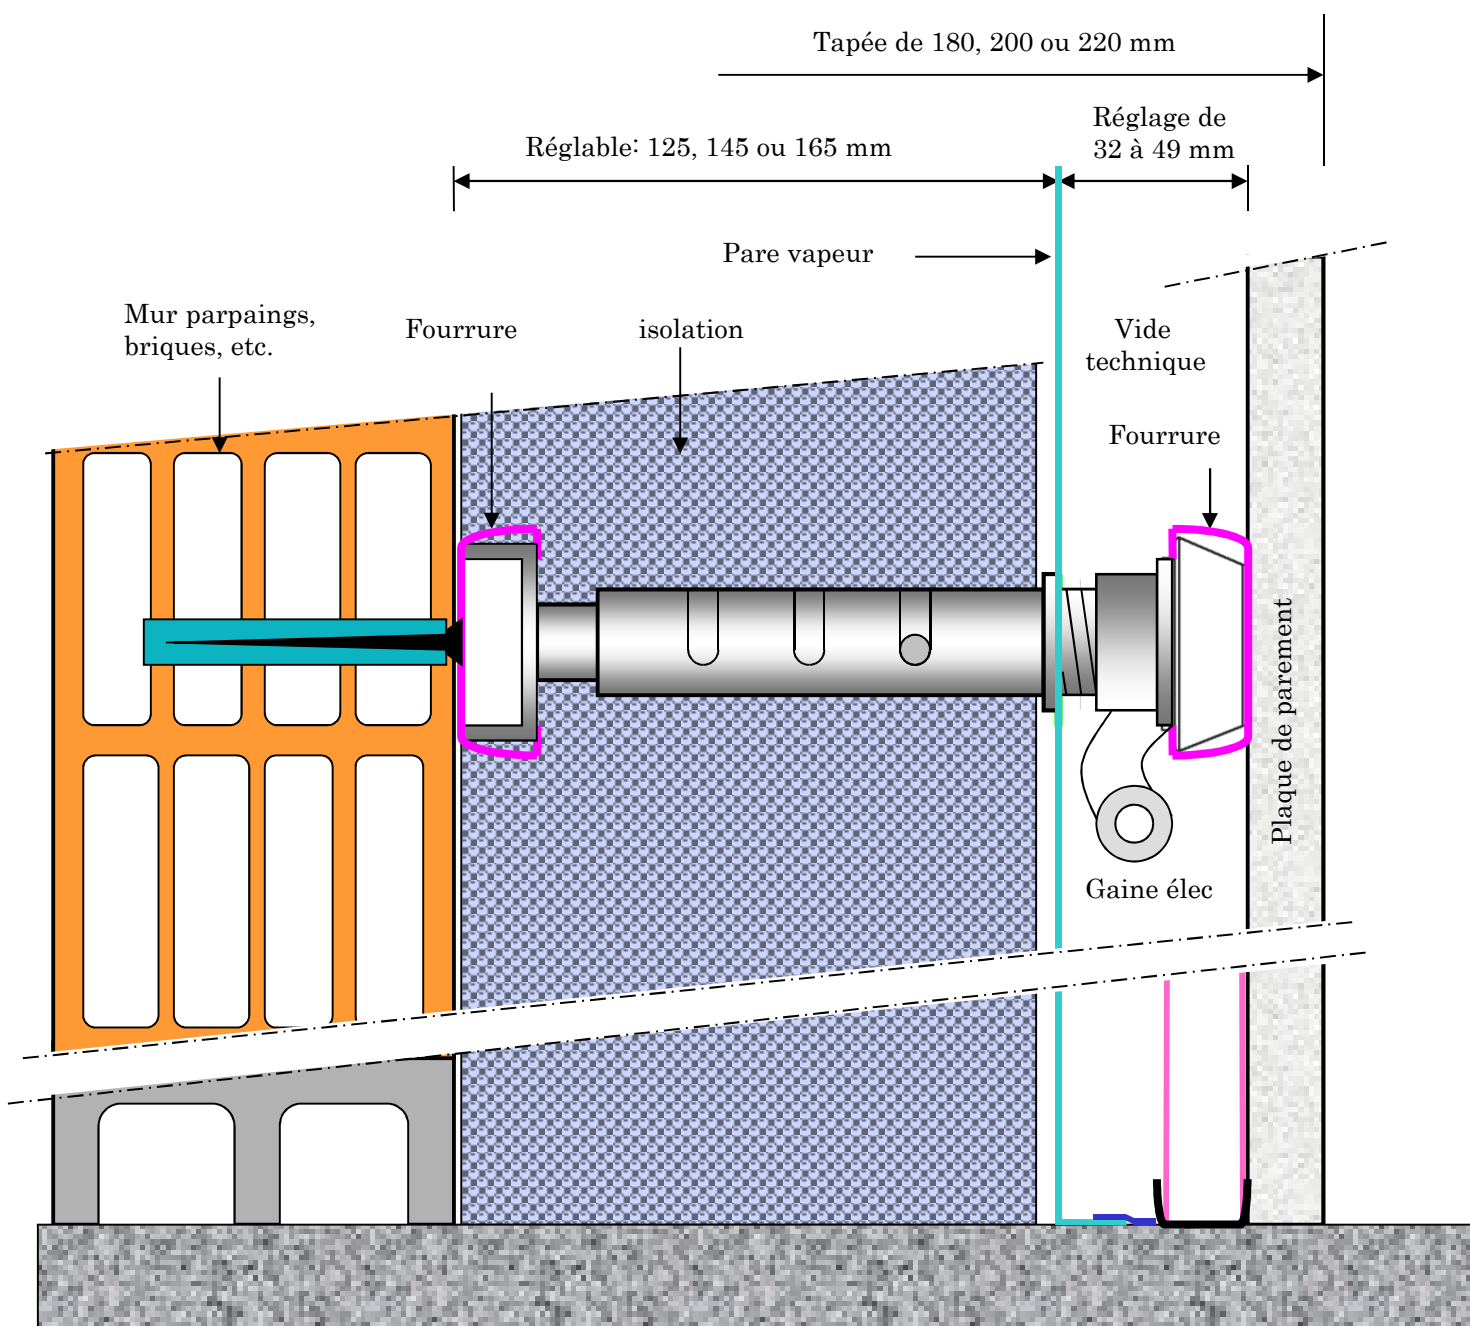 Tapée de 180, 200 ou 220 mm
Réglage de
32 à 49 mm
Réglable: 125, 145 ou 165 mm
Pare vapeur
Mur parpaings,
briques, etc.
Fourrure
isolation
Vide
technique
Fourrure
Plaque de parement
Gaine élec